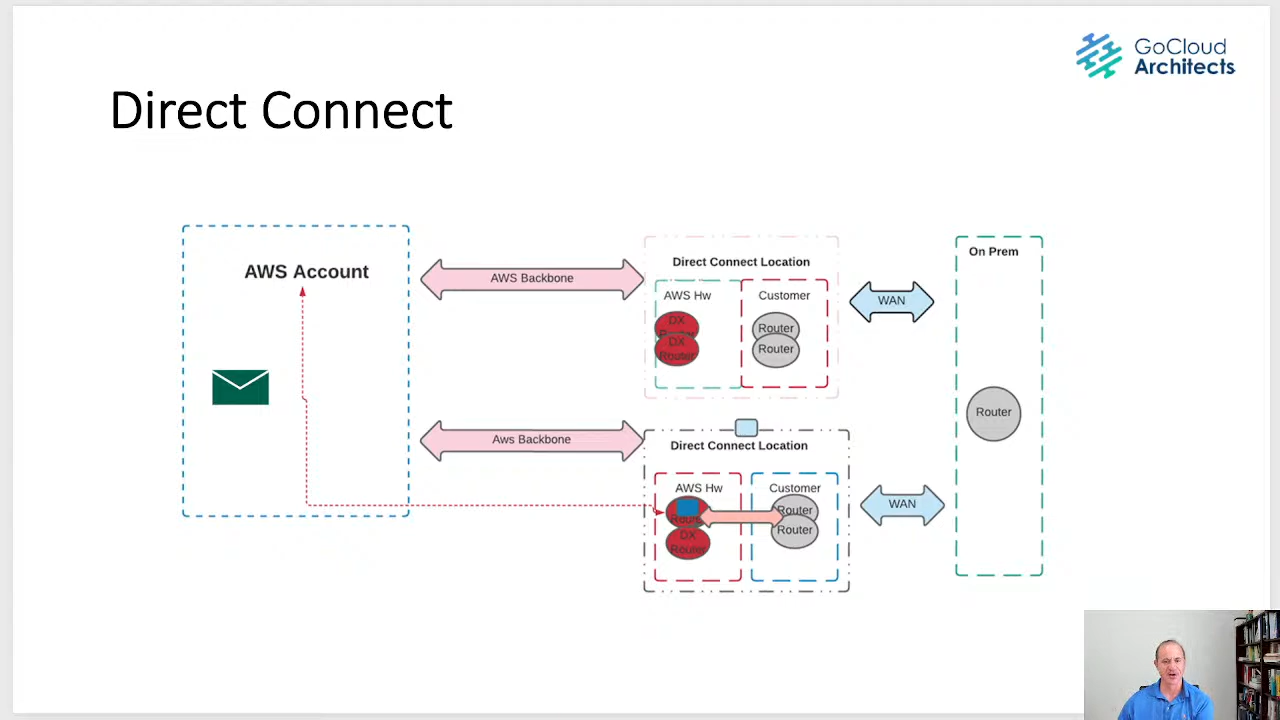 GoCloud
Architects
Direct Connect
AWS Account
AWS Backbone
Direct Connect Location
AWS Hw
Customer
DX
DX
Router
Router
Router
WAN
On Prem
Router
Aws Backbone
Direct Connect Location
AWS Hw
Customer
DX
Router
Router
Router
WAN